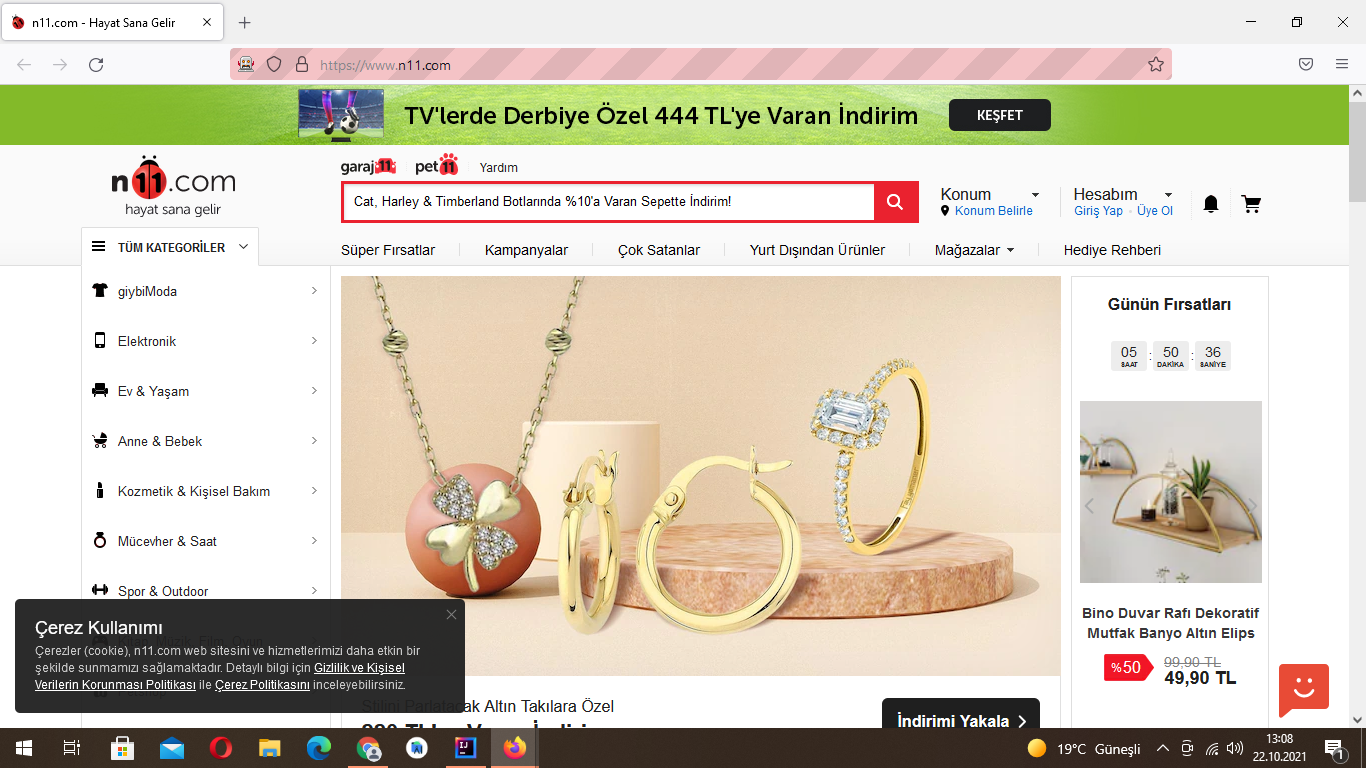 n11.com - Hayat Sana Gelir
https://www.n11.com
TV'lerde Derbiye Özel 444 TL'ye Varan İndirim
KEŞFET
garaj11
pet11
Yardım
n11.com
hayat sana gelir
Cat, Harley & Timberland Botlarında %10'a Varan Sepette İndirim!
Konum
Konum Belirle
Hesabım
Giriş Yap · Üye Ol
TÜM KATEGORİLER
Süper Fırsatlar
Kampanyalar
Çok Satanlar
Yurt Dışından Ürünler
Mağazalar
Hediye Rehberi
giybiModa
Elektronik
Ev & Yaşam
Anne & Bebek
Kozmetik & Kişisel Bakım
Mücevher & Saat
Spor & Outdoor
Günün Fırsatları
05 : 50 : 36
SAAT DAKİKA SANİYE
Bino Duvar Rafı Dekoratif
Mutfak Banyo Altın Elips
%50
99,90 TL
49,90 TL
Çerez Kullanımı
Çerezler (cookie), n11.com web sitesini ve hizmetlerimizi daha etkin bir
şekilde sunmamızı sağlamaktadır. Detaylı bilgi için Gizlilik ve Kişisel
Verilerin Korunması Politikası ile Çerez Politikasını inceleyebilirsiniz.
Stilini Parlatacak Altın Takılara Özel
İndirimi Yakala
19°C Güneşli
13:08
22.10.2021
1